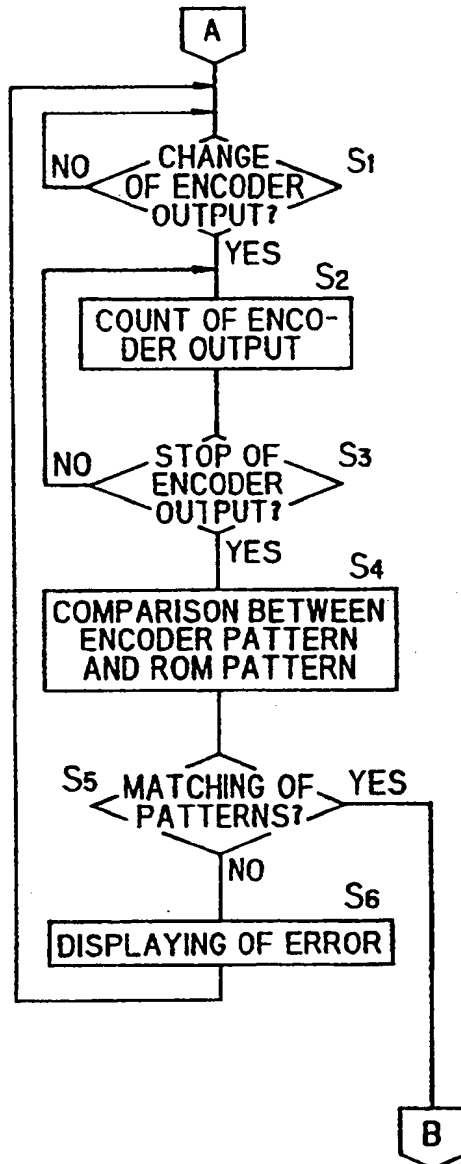 A
CHANGE
OF ENCODER
OUTPUT?
S1
NO
YES
S2
COUNT OF ENCO-
DER OUTPUT
STOP OF
ENCODER
OUTPUT?
S3
NO
YES
S4
COMPARISON BETWEEN
ENCODER PATTERN
AND ROM PATTERN
S5
MATCHING OF
PATTERNS?
YES
NO
S6
DISPLAYING OF ERROR
B